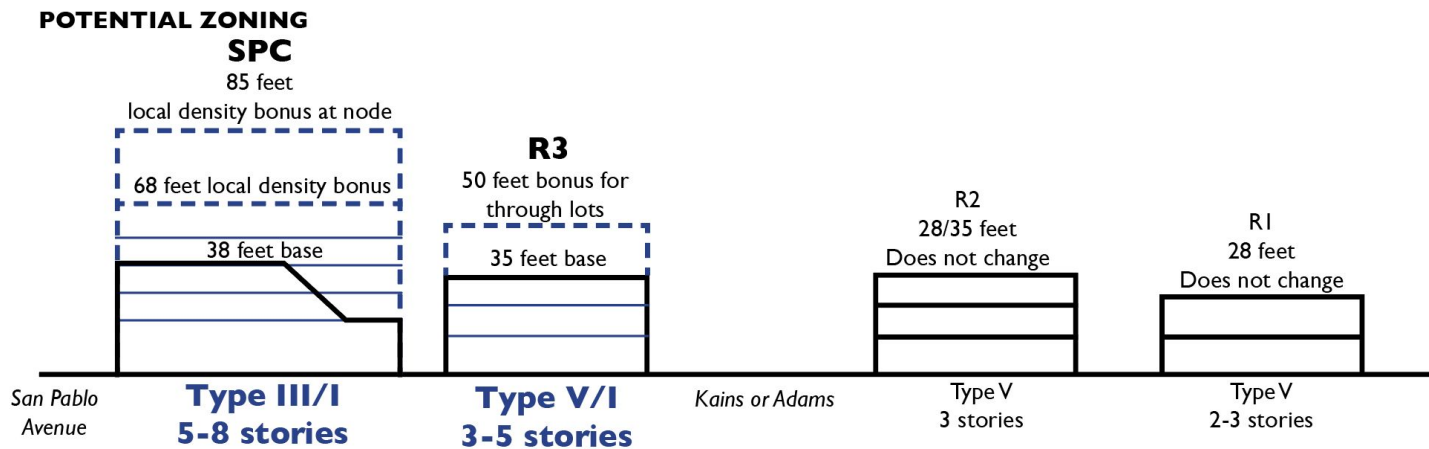 POTENTIAL ZONING
SPC
85 feet
local density bonus at node
68 feet local density bonus
38 feet base
R3
50 feet bonus for
through lots
35 feet base
R2
28/35 feet
Does not change
R1
28 feet
Does not change
San Pablo
Avenue
Type III/I
5-8 stories
Type V/I
3-5 stories
Kains or Adams
Type V
3 stories
Type V
2-3 stories